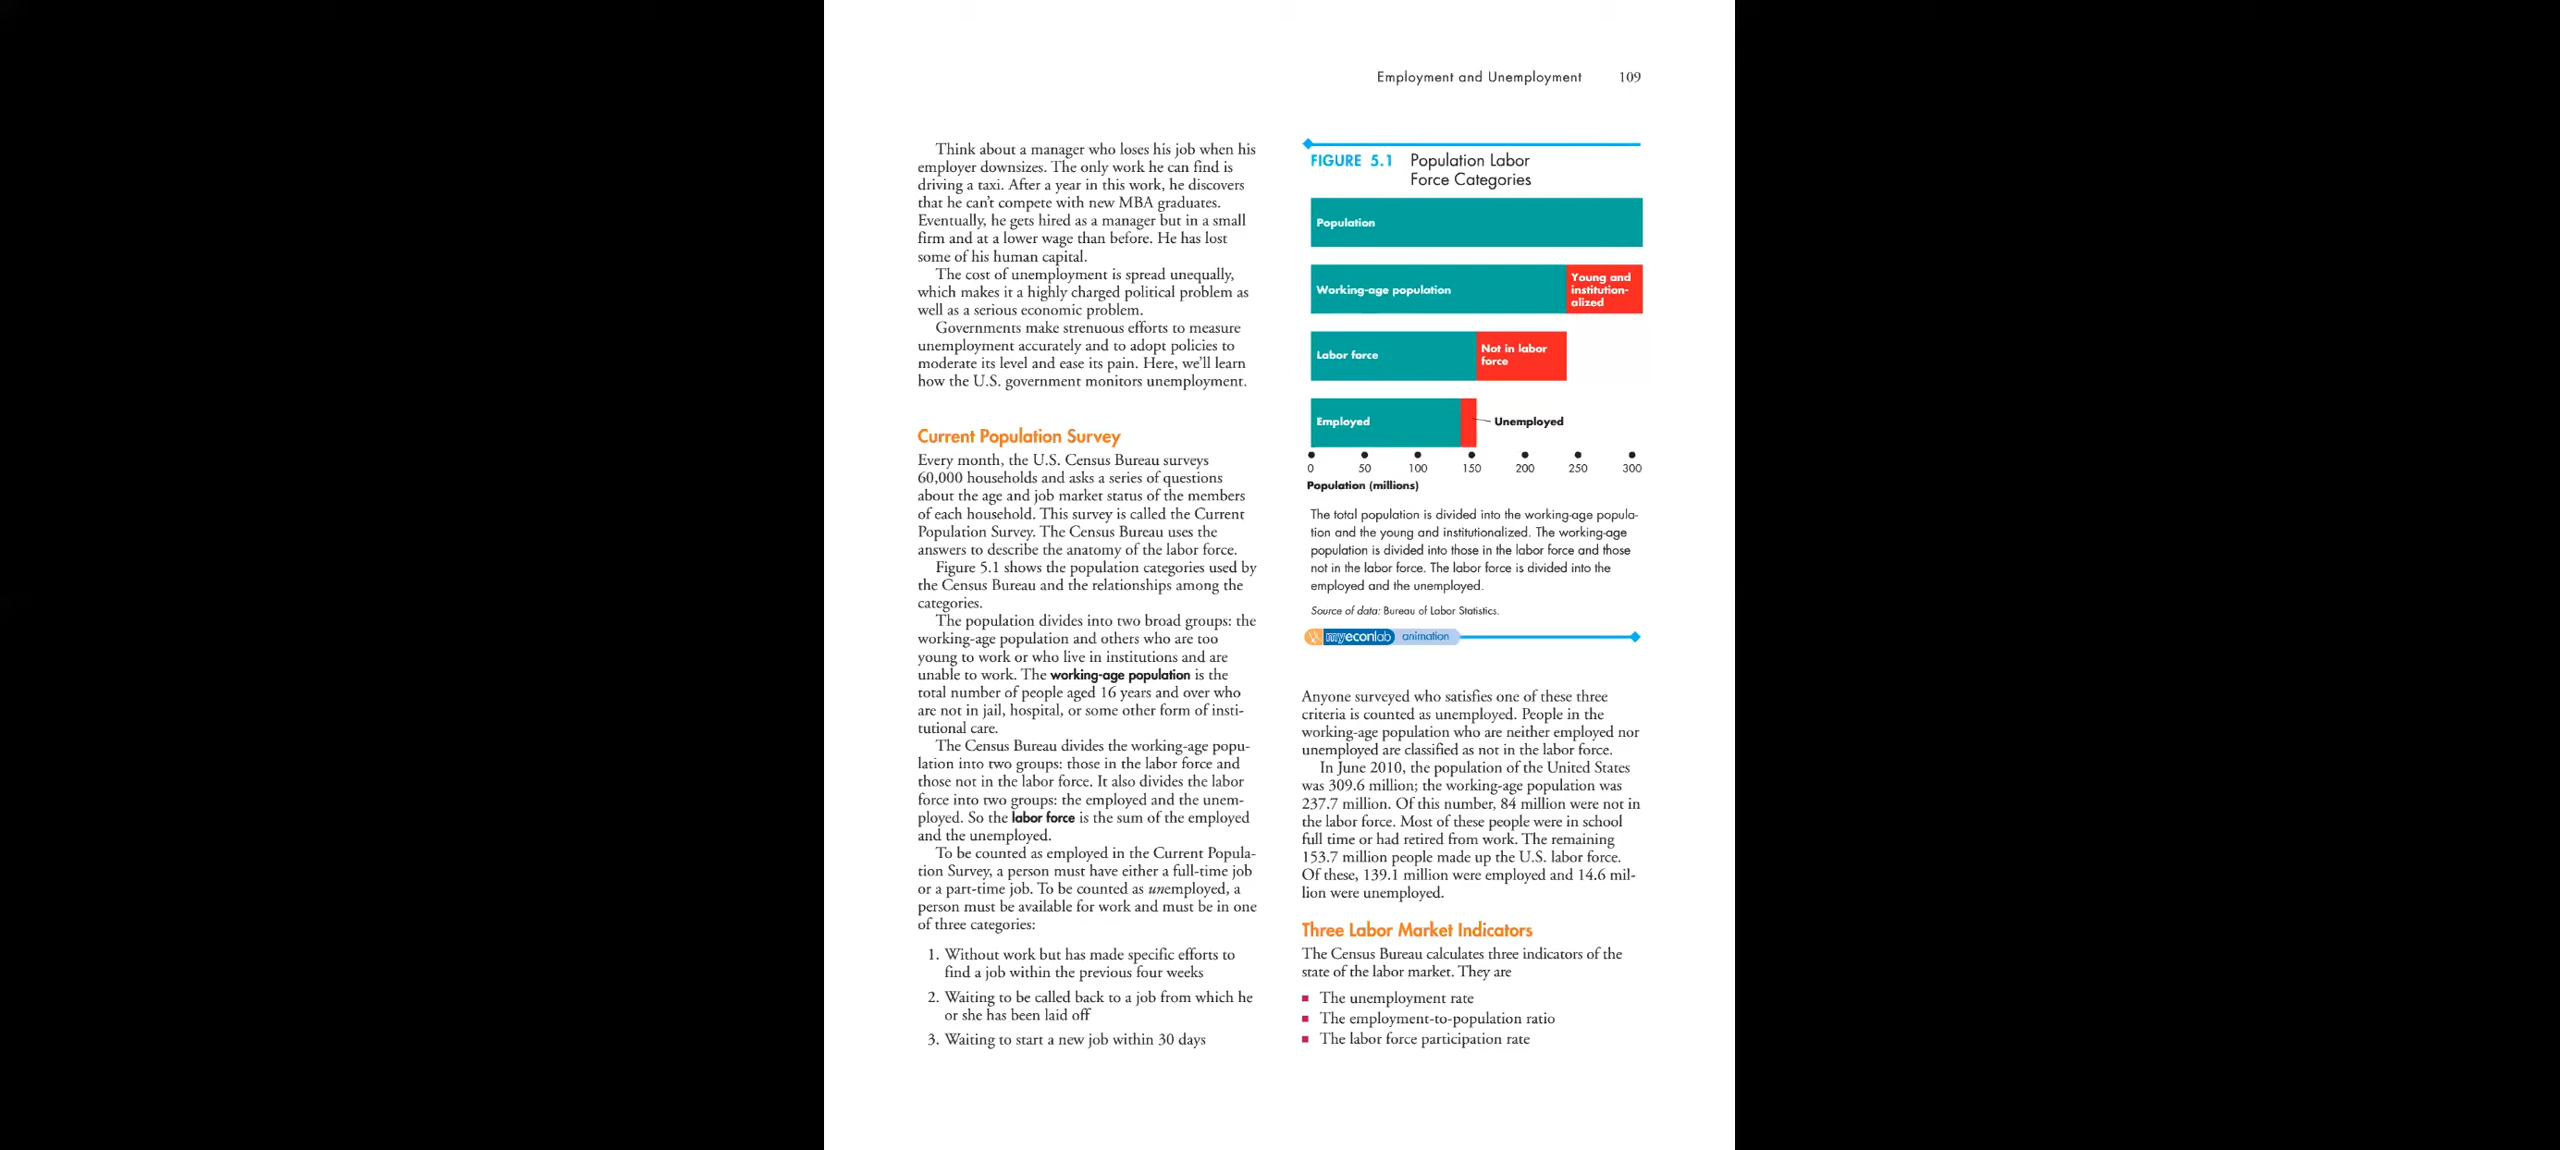 Employment and Unemployment 109
Think about a manager who loses his job when his
employer downsizes. The only work he can find is
driving a taxi. After a year in this work, he discovers
that he can't compete with new MBA graduates.
Eventually, he gets hired as a manager but in a small
firm and at a lower wage than before. He has lost
some of his human capital.
The cost of unemployment is spread unequally,
which makes it a highly charged political problem as
well as a serious economic problem.
Governments make strenuous efforts to measure
unemployment accurately and to adopt policies to
moderate its level and ease its pain. Here, we'll learn
how the U.S. government monitors unemployment.
Current Population Survey
Every month, the U.S. Census Bureau surveys
60,000 households and asks a series of questions
about the age and job market status of the members
of each household. This survey is called the Current
Population Survey. The Census Bureau uses the
answers to describe the anatomy of the labor force.
Figure 5.1 shows the population categories used by
the Census Bureau and the relationships among the
categories.
The population divides into two broad groups: the
working-age population and others who are too
young to work or who live in institutions and are
unable to work. The working-age population is the
total number of people aged 16 years and over who
are not in jail, hospital, or some other form of insti-
tutional care.
The Census Bureau divides the working-age popu-
lation into two groups: those in the labor force and
those not in the labor force. It also divides the labor
force into two groups: the employed and the unem-
ployed. So the labor force is the sum of the employed
and the unemployed.
To be counted as employed in the Current Popula-
tion Survey, a person must have either a full-time job
or a part-time job. To be counted as unemployed, a
person must be available for work and must be in one
of three categories:
1. Without work but has made specific efforts to
find a job within the previous four weeks
2. Waiting to be called back to a job from which he
or she has been laid off
3. Waiting to start a new job within 30 days
FIGURE 5.1 Population Labor
Force Categories
Population
Working-age population
Young and
institution-
alized
Labor force
Not in labor
force
Employed
Unemployed
0 50 100 150 200 250 300
Population (millions)
The total population is divided into the working-age popula-
tion and the young and institutionalized. The working-age
population is divided into those in the labor force and those
not in the labor force. The labor force is divided into the
employed and the unemployed.
Source of data: Bureau of Labor Statistics.
myeconlab animation
Anyone surveyed who satisfies one of these three
criteria is counted as unemployed. People in the
working-age population who are neither employed nor
unemployed are classified as not in the labor force.
In June 2010, the population of the United States
was 309.6 million; the working-age population was
237.7 million. Of this number, 84 million were not in
the labor force. Most of these people were in school
full time or had retired from work. The remaining
153.7 million people made up the U.S. labor force.
Of these, 139.1 million were employed and 14.6 mil-
lion were unemployed.
Three Labor Market Indicators
The Census Bureau calculates three indicators of the
state of the labor market. They are
■ The unemployment rate
■ The employment-to-population ratio
■ The labor force participation rate